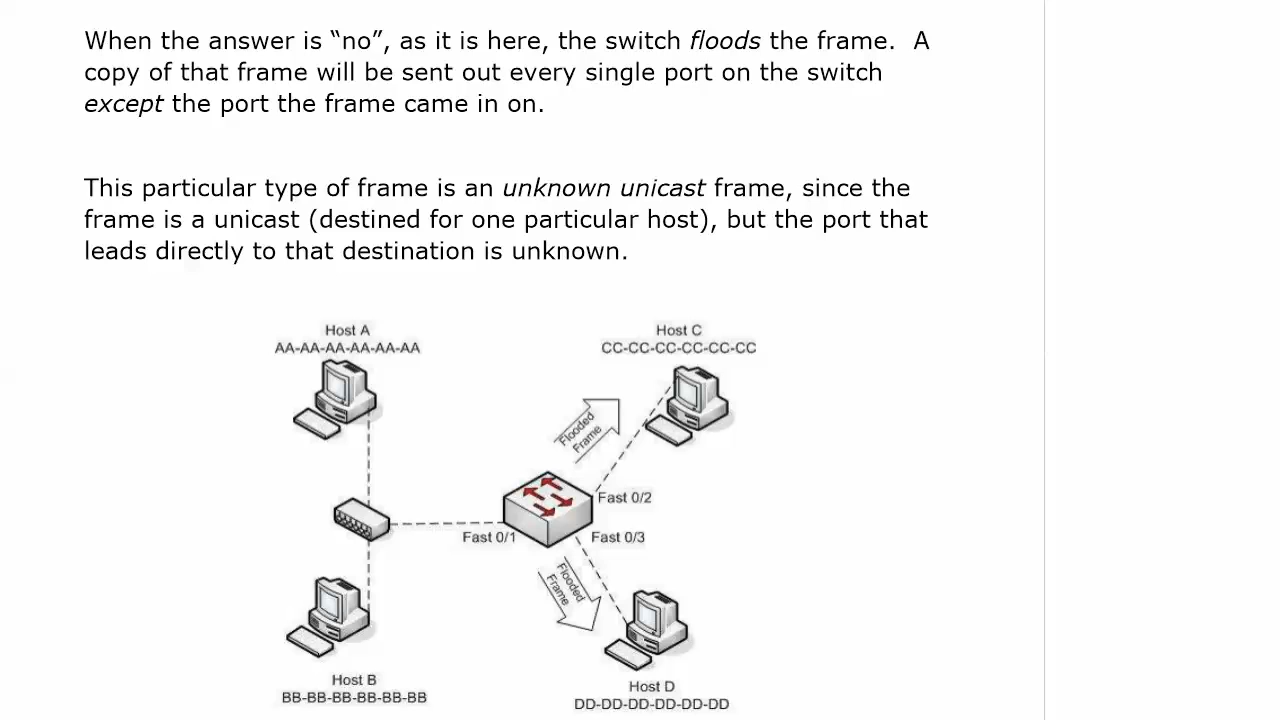 When the answer is “no”, as it is here, the switch floods the frame.  A
copy of that frame will be sent out every single port on the switch
except the port the frame came in on.
This particular type of frame is an unknown unicast frame, since the
frame is a unicast (destined for one particular host), but the port that
leads directly to that destination is unknown.
Host A
AA-AA-AA-AA-AA-AA
Host C
CC-CC-CC-CC-CC-CC
Flooded
Frame
Fast 0/2
Fast 0/1
Fast 0/3
Flooded
Frame
Host B
BB-BB-BB-BB-BB-BB
Host D
DD-DD-DD-DD-DD-DD